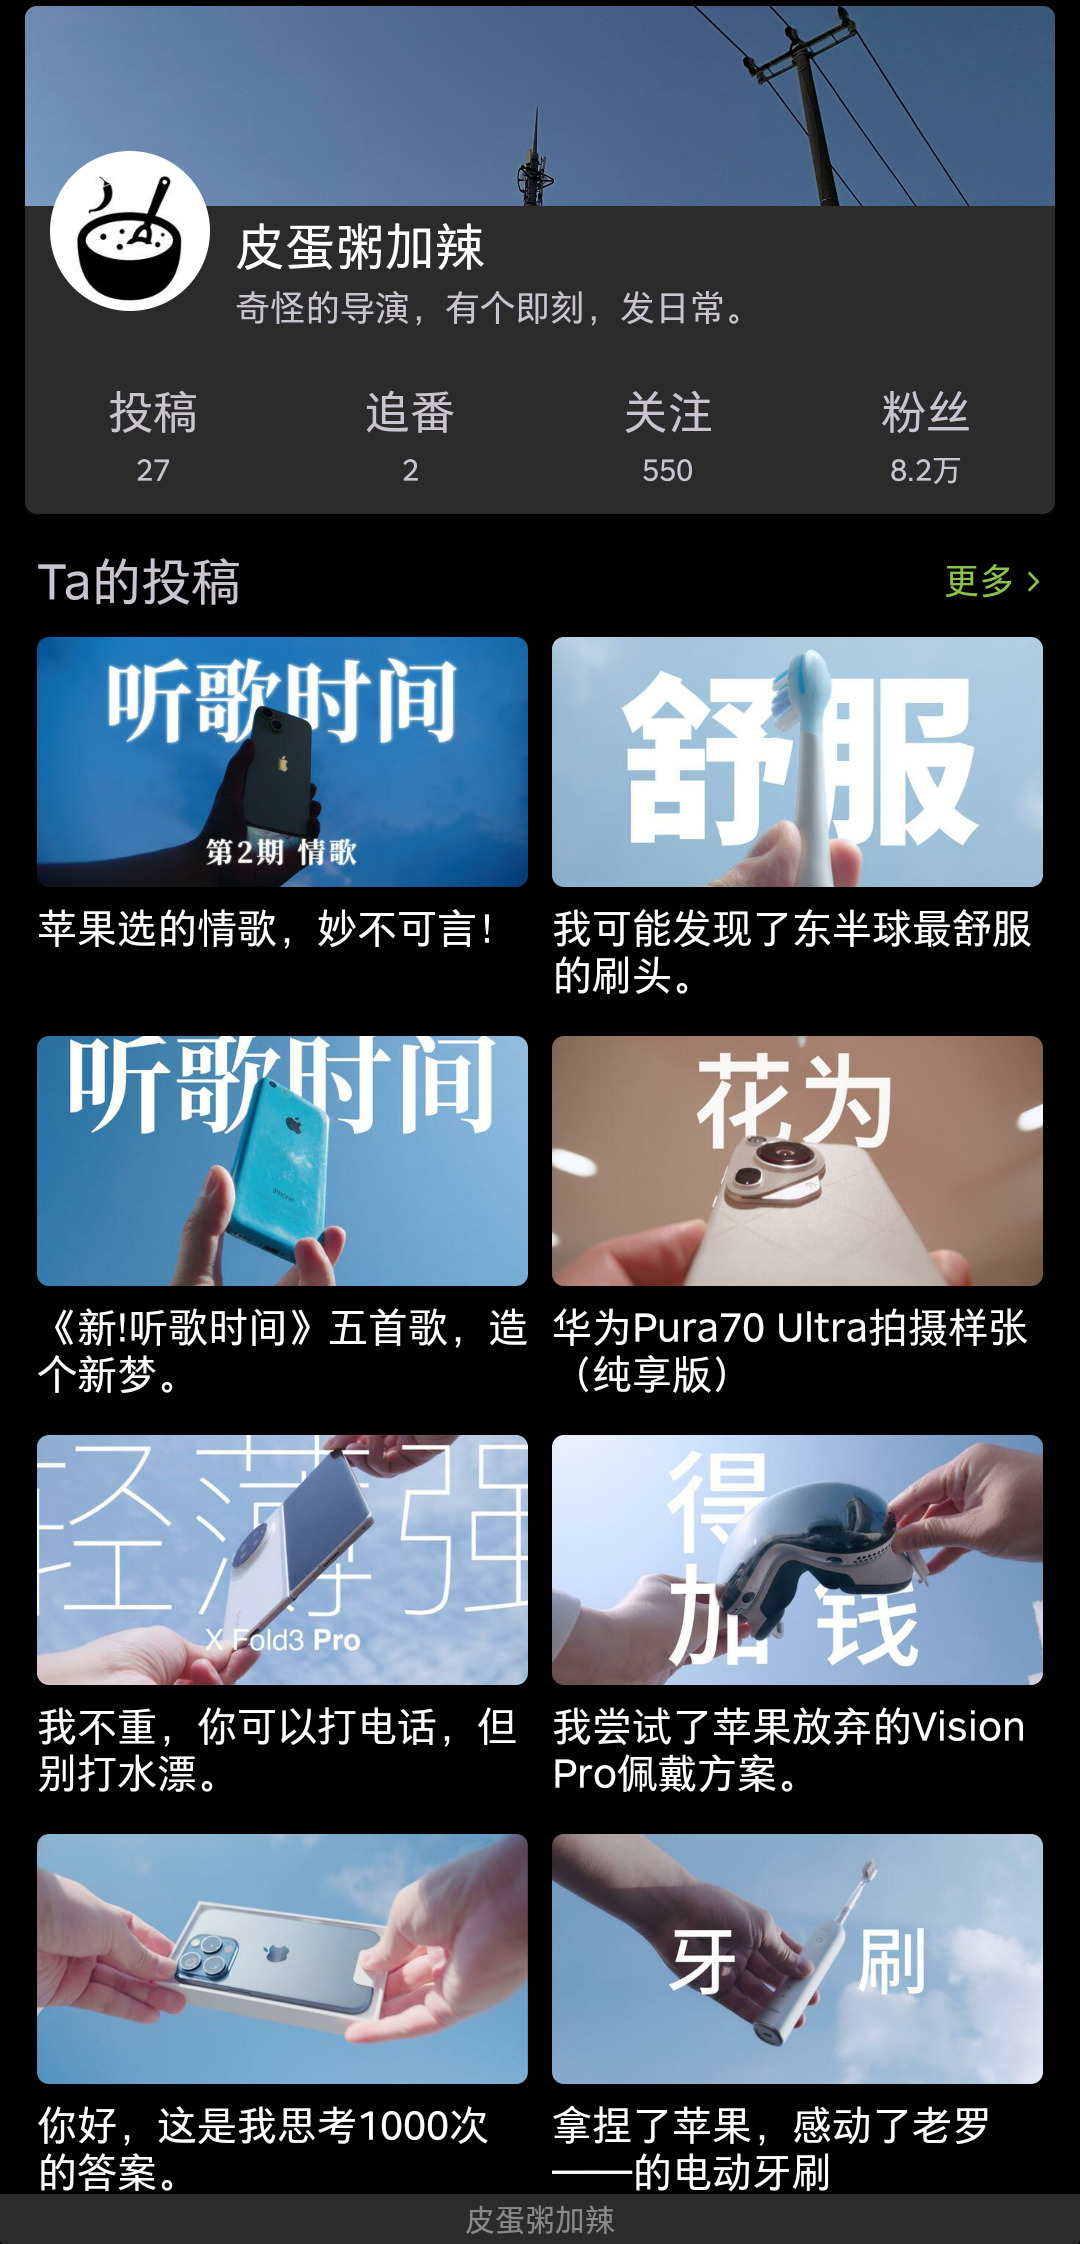 皮蛋粥加辣
奇怪的导演，有个即刻，发日常。
投稿 追番 关注 粉丝
27 2 550 8.2万
Ta的投稿
更多
听歌时间
第2期 情歌
苹果选的情歌，妙不可言！
舒服
我可能发现了东半球最舒服
的刷头。
听歌时间
iPhone
《新!听歌时间》五首歌，造
个新梦。
花为
华为Pura70 Ultra拍摄样张
（纯享版）
轻薄强
X Fold3 Pro
我不重，你可以打电话，但
别打水漂。
得
加钱
我尝试了苹果放弃的Vision
Pro佩戴方案。
你好，这是我思考1000次
的答案。
牙刷
拿捏了苹果，感动了老罗
——的电动牙刷
皮蛋粥加辣